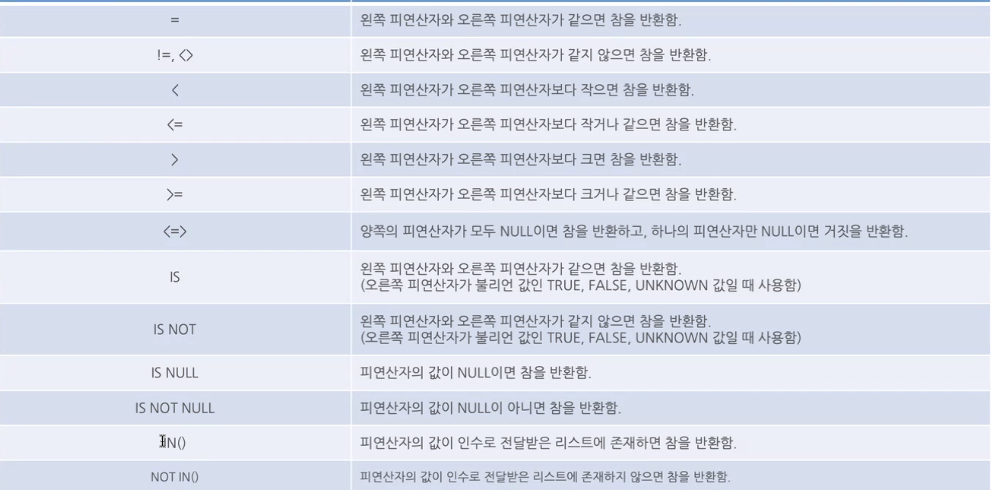 = 왼쪽 피연산자와 오른쪽 피연산자가 같으면 참을 반환함.
!=, <> 왼쪽 피연산자와 오른쪽 피연산자가 같지 않으면 참을 반환함.
< 왼쪽 피연산자가 오른쪽 피연산자보다 작으면 참을 반환함.
<= 왼쪽 피연산자가 오른쪽 피연산자보다 작거나 같으면 참을 반환함.
> 왼쪽 피연산자가 오른쪽 피연산자보다 크면 참을 반환함.
>= 왼쪽 피연산자가 오른쪽 피연산자보다 크거나 같으면 참을 반환함.
<=> 양쪽의 피연산자가 모두 NULL이면 참을 반환하고, 하나의 피연산자만 NULL이면 거짓을 반환함.
IS 왼쪽 피연산자와 오른쪽 피연산자가 같으면 참을 반환함.
(오른쪽 피연산자가 불리언 값인 TRUE, FALSE, UNKNOWN 값일 때 사용함)
IS NOT 왼쪽 피연산자와 오른쪽 피연산자가 같지 않으면 참을 반환함.
(오른쪽 피연산자가 불리언 값인 TRUE, FALSE, UNKNOWN 값일 때 사용함)
IS NULL 피연산자의 값이 NULL이면 참을 반환함.
IS NOT NULL 피연산자의 값이 NULL이 아니면 참을 반환함.
IN() 피연산자의 값이 인수로 전달받은 리스트에 존재하면 참을 반환함.
NOT IN() 피연산자의 값이 인수로 전달받은 리스트에 존재하지 않으면 참을 반환함.